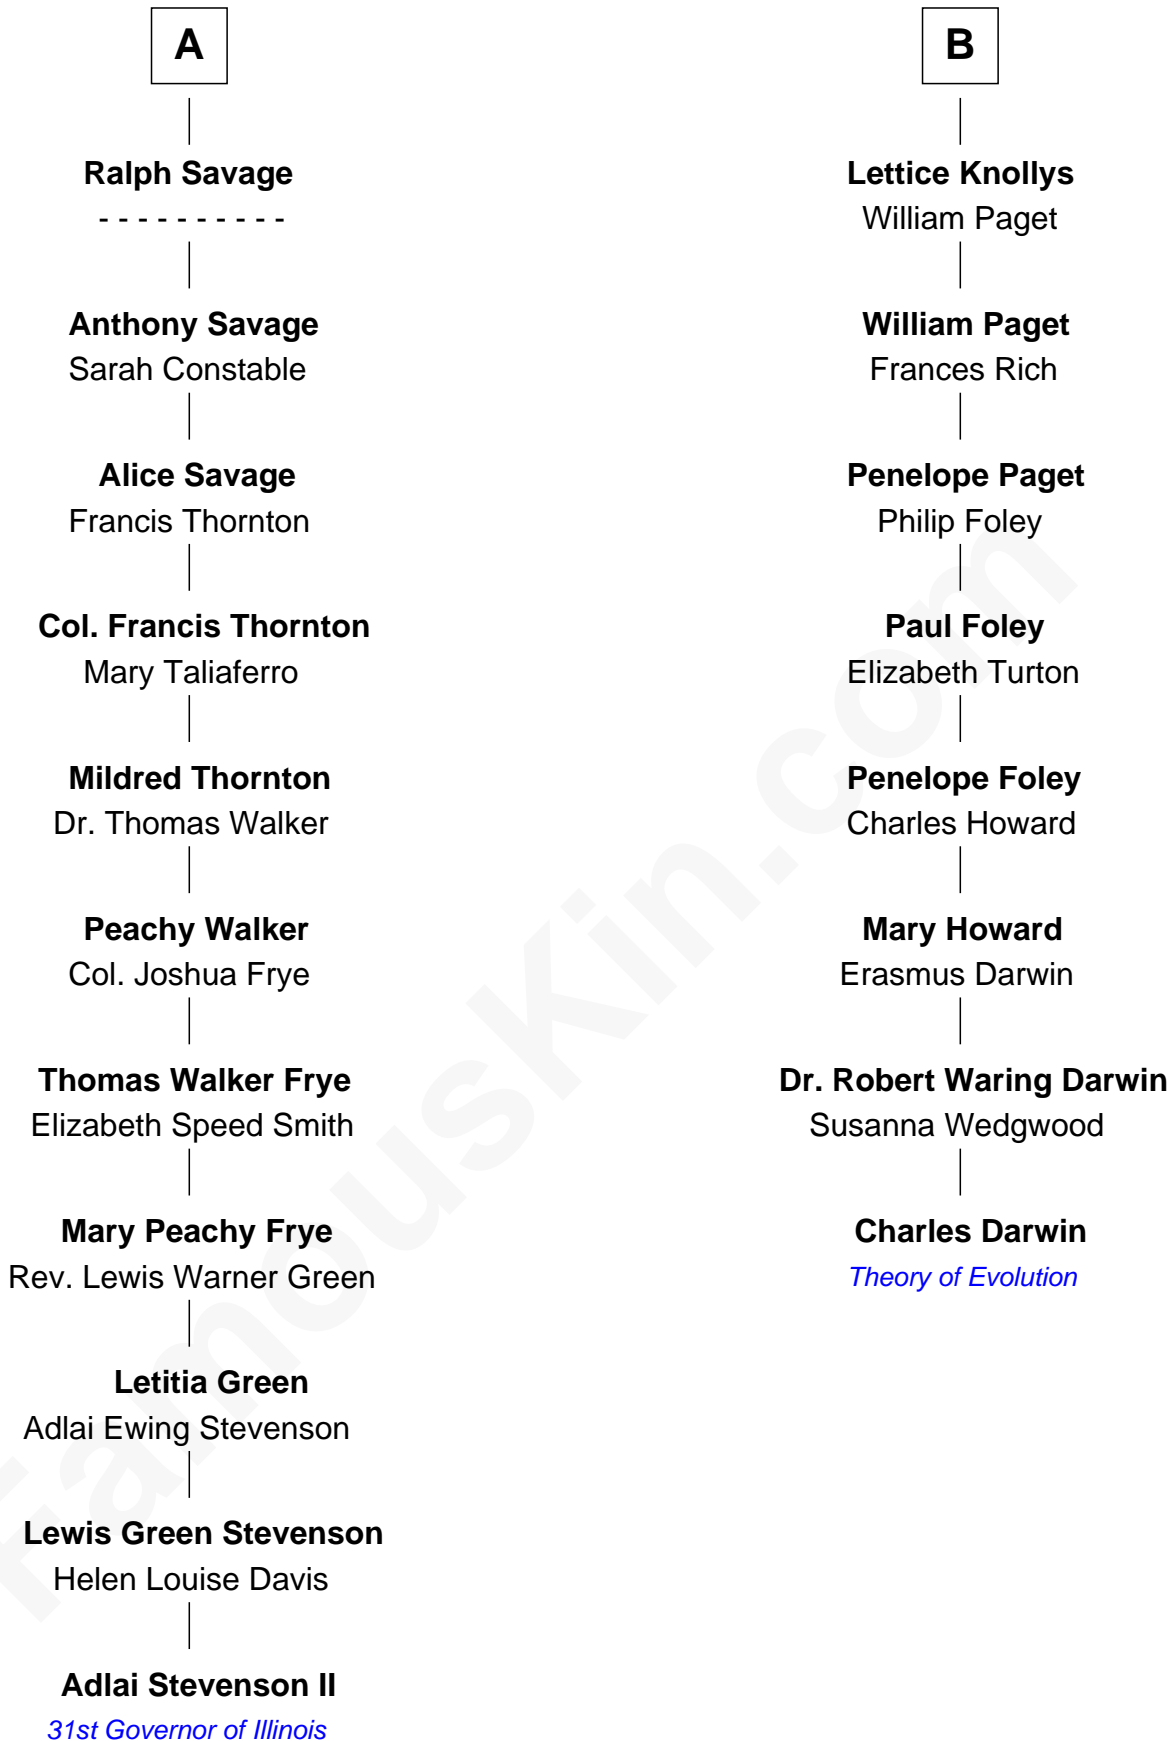 A
Ralph Savage
- - - - - - - - - -
Anthony Savage
Sarah Constable
Alice Savage
Francis Thornton
Col. Francis Thornton
Mary Taliaferro
Mildred Thornton
Dr. Thomas Walker
Peachy Walker
Col. Joshua Frye
Thomas Walker Frye
Elizabeth Speed Smith
Mary Peachy Frye
Rev. Lewis Warner Green
Letitia Green
Adlai Ewing Stevenson
Lewis Green Stevenson
Helen Louise Davis
Adlai Stevenson II
31st Governor of Illinois
B
Lettice Knollys
William Paget
William Paget
Frances Rich
Penelope Paget
Philip Foley
Paul Foley
Elizabeth Turton
Penelope Foley
Charles Howard
Mary Howard
Erasmus Darwin
Dr. Robert Waring Darwin
Susanna Wedgwood
Charles Darwin
Theory of Evolution
FamousKin.com